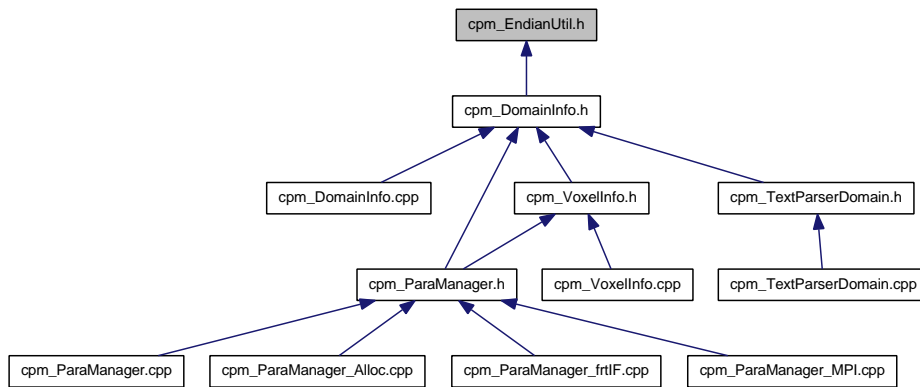 cpm_EndianUtil.h
cpm_DomainInfo.h
cpm_DomainInfo.cpp
cpm_VoxelInfo.h
cpm_TextParserDomain.h
cpm_ParaManager.h
cpm_VoxelInfo.cpp
cpm_TextParserDomain.cpp
cpm_ParaManager.cpp
cpm_ParaManager_Alloc.cpp
cpm_ParaManager_frtIF.cpp
cpm_ParaManager_MPI.cpp